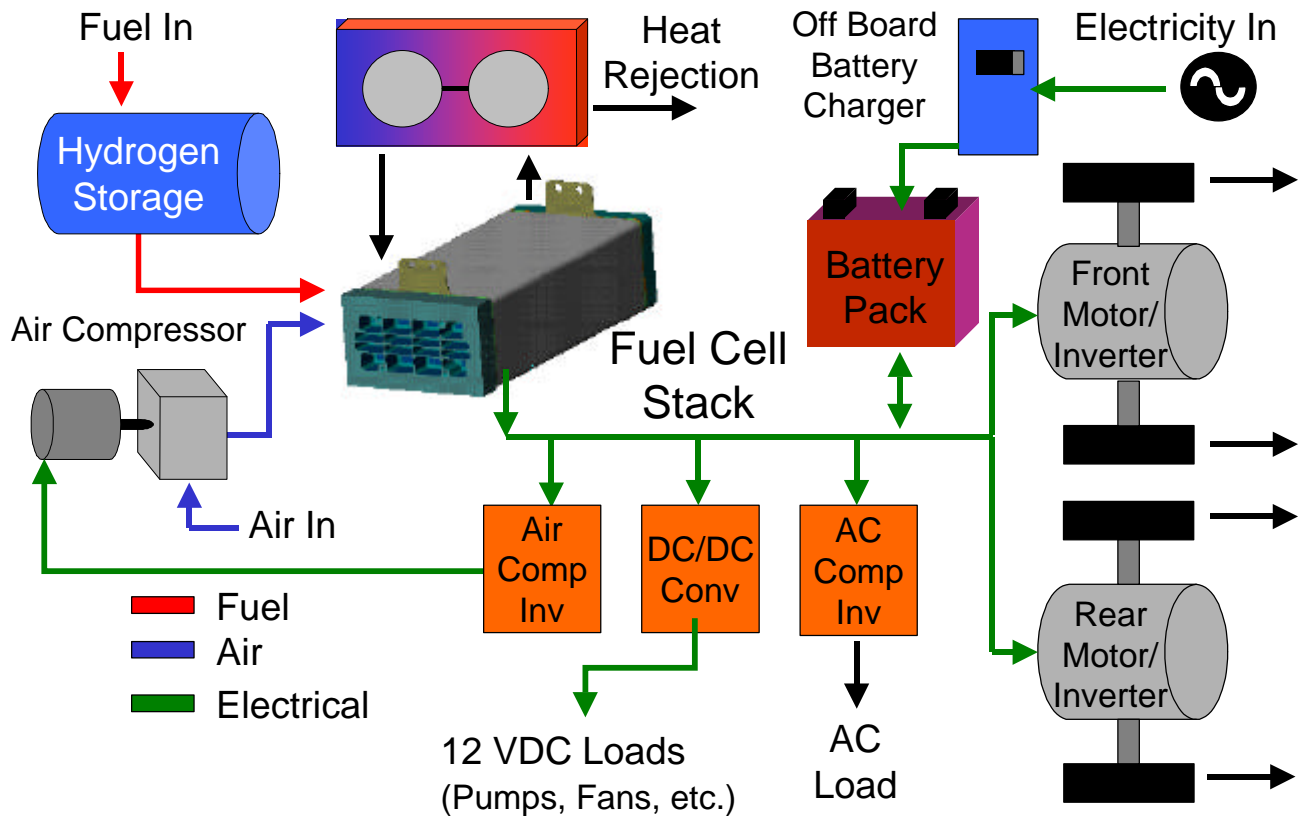 Fuel In
Heat
Rejection
Off Board
Battery
Charger
Electricity In
Hydrogen
Storage
Battery
Pack
Front
Motor/
Inverter
Air Compressor
Fuel Cell
Stack
Air In
Air
Comp
Inv
DC/DC
Conv
AC
Comp
Inv
Rear
Motor/
Inverter
Fuel
Air
Electrical
12 VDC Loads
(Pumps, Fans, etc.)
AC
Load